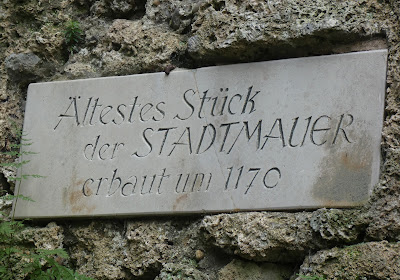 Ältestes Stück
der STADTMAUER
erbaut um 1170